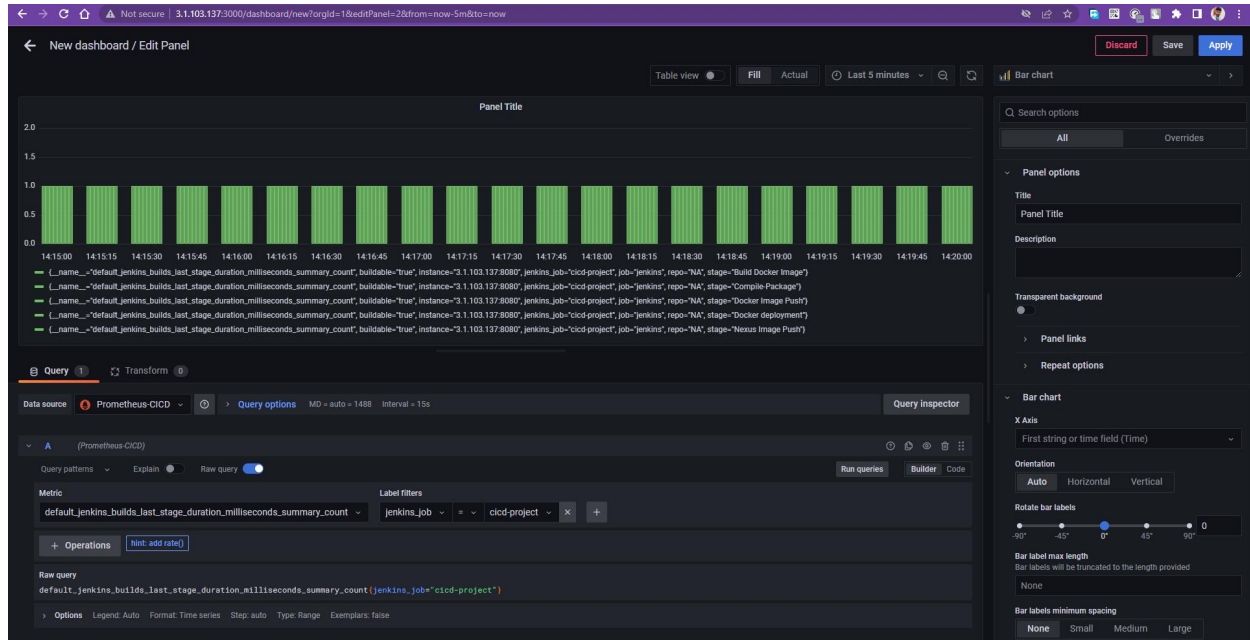 Not secure | 3.1.103.137:3000/dashboard/new?orgId=1&editPanel=2&from=now-5m&to=now
New dashboard / Edit Panel
Discard Save Apply
Table view Fill Actual Last 5 minutes
Bar chart
Panel Title
2.0
1.5
1.0
0.5
0.0
14:15:00 14:15:15 14:15:30 14:15:45 14:16:00 14:16:15 14:16:30 14:16:45 14:17:00 14:17:15 14:17:30 14:17:45 14:18:00 14:18:15 14:18:30 14:18:45 14:19:00 14:19:15 14:19:30 14:19:45 14:20:00
{__name__="default_jenkins_builds_last_stage_duration_milliseconds_summary_count", buildable="true", instance="3.1.103.137:8080", jenkins_job="cicd-project", job="jenkins", repo="NA", stage="Build Docker Image"}
{__name__="default_jenkins_builds_last_stage_duration_milliseconds_summary_count", buildable="true", instance="3.1.103.137:8080", jenkins_job="cicd-project", job="jenkins", repo="NA", stage="Compile-Package"}
{__name__="default_jenkins_builds_last_stage_duration_milliseconds_summary_count", buildable="true", instance="3.1.103.137:8080", jenkins_job="cicd-project", job="jenkins", repo="NA", stage="Docker Image Push"}
{__name__="default_jenkins_builds_last_stage_duration_milliseconds_summary_count", buildable="true", instance="3.1.103.137:8080", jenkins_job="cicd-project", job="jenkins", repo="NA", stage="Docker deployment"}
{__name__="default_jenkins_builds_last_stage_duration_milliseconds_summary_count", buildable="true", instance="3.1.103.137:8080", jenkins_job="cicd-project", job="jenkins", repo="NA", stage="Nexus Image Push"}
Query 1 Transform 0
Data source Prometheus-CICD Query options MD = auto = 1488 Interval = 15s Query inspector
A (Prometheus-CICD)
Query patterns Explain Raw query Run queries Builder Code
Metric Label filters
default_jenkins_builds_last_stage_duration_milliseconds_summary_count jenkins_job = cicd-project
+ Operations hint: add rate()
Raw query
default_jenkins_builds_last_stage_duration_milliseconds_summary_count{jenkins_job="cicd-project"}
Options Legend: Auto Format: Time series Step: auto Type: Range Exemplars: false
Search options
All Overrides
Panel options
Title
Panel Title
Description
Transparent background
Panel links
Repeat options
Bar chart
X Axis
First string or time field (Time)
Orientation
Auto Horizontal Vertical
Rotate bar labels
0
-90° -45° 0° 45° 90°
Bar label max length
Bar labels will be truncated to the length provided
None
Bar labels minimum spacing
None Small Medium Large